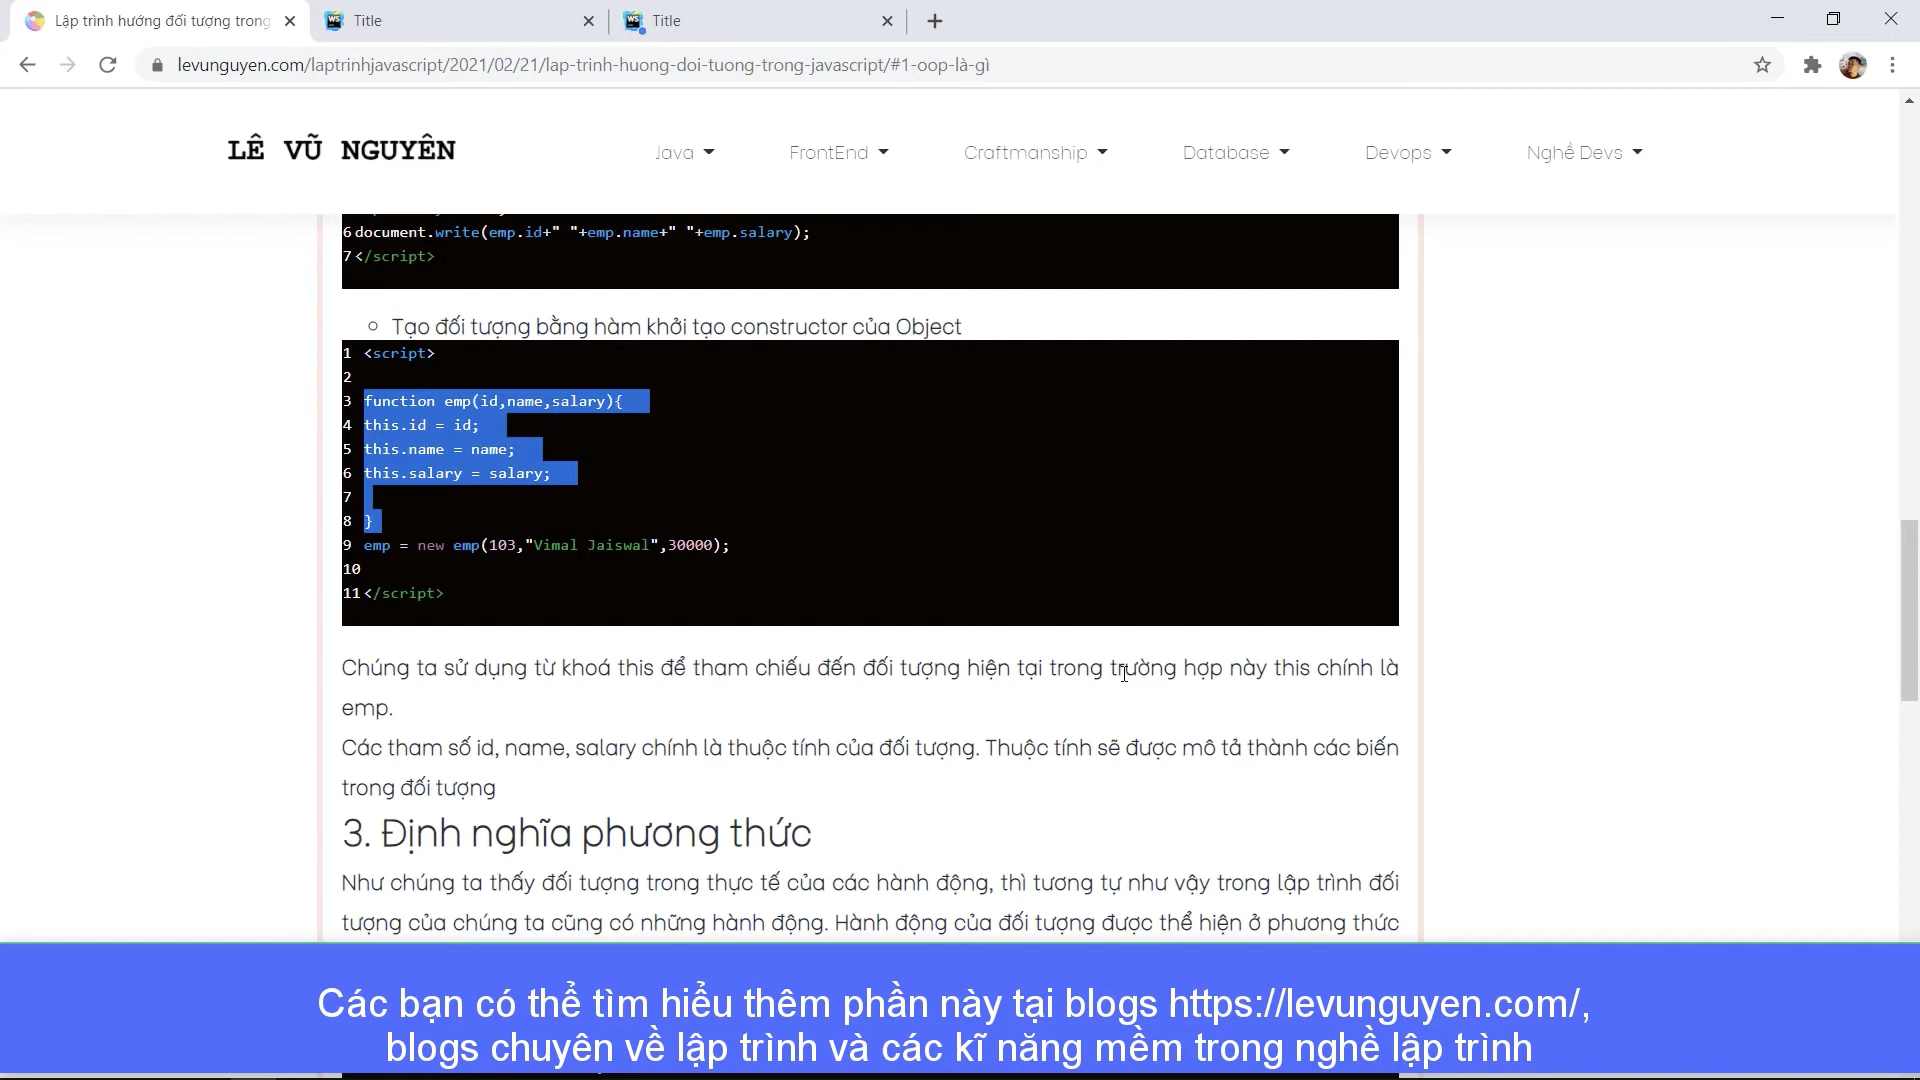 Lập trình hướng đối tượng trong
Title
Title
levunguyen.com/laptrinhjavascript/2021/02/21/lap-trinh-huong-doi-tuong-trong-javascript/#1-oop-là-gì
LÊ VŨ NGUYÊN
Java
FrontEnd
Craftmanship
Database
Devops
Nghề Devs
6 document.write(emp.id+" "+emp.name+" "+emp.salary);
7 </script>
Tạo đối tượng bằng hàm khởi tạo constructor của Object
1 <script>
2
3 function emp(id,name,salary){
4 this.id = id;
5 this.name = name;
6 this.salary = salary;
7
8 }
9 emp = new emp(103,"Vimal Jaiswal",30000);
10
11 </script>
Chúng ta sử dụng từ khoá this để tham chiếu đến đối tượng hiện tại trong trường hợp này this chính là
emp.
Các tham số id, name, salary chính là thuộc tính của đối tượng. Thuộc tính sẽ được mô tả thành các biến
trong đối tượng
3. Định nghĩa phương thức
Như chúng ta thấy đối tượng trong thực tế của các hành động, thì tương tự như vậy trong lập trình đối
tượng của chúng ta cũng có những hành động. Hành động của đối tượng được thể hiện ở phương thức
Các bạn có thể tìm hiểu thêm phần này tại blogs https://levunguyen.com/,
blogs chuyên về lập trình và các kĩ năng mềm trong nghề lập trình